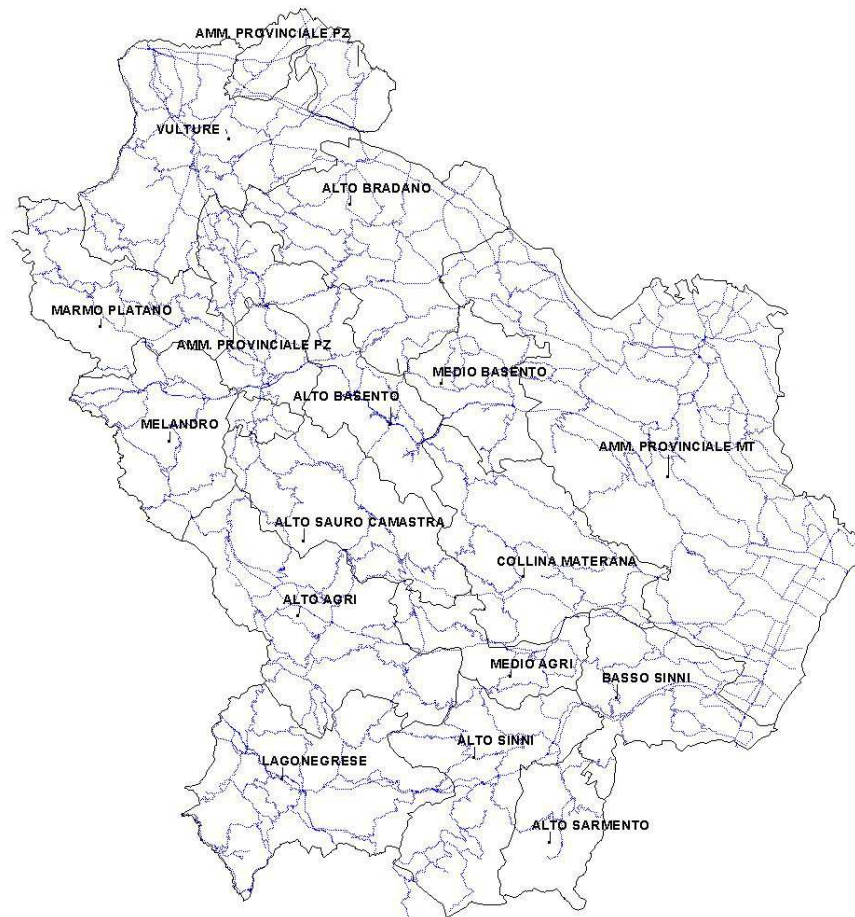 AMM. PROVINCIALE PZ
VULTURE
ALTO BRADANO
MARMO PLATANO
AMM. PROVINCIALE PZ
MEDIO BASENTO
ALTO BASENTO
MELANDRO
AMM. PROVINCIALE MT
ALTO SAURO CAMASTRA
COLLINA MATERANA
ALTO AGRI
MEDIO AGRI
BASSO SINNI
ALTO SINNI
LAGONEGRESE
ALTO SARMENTO